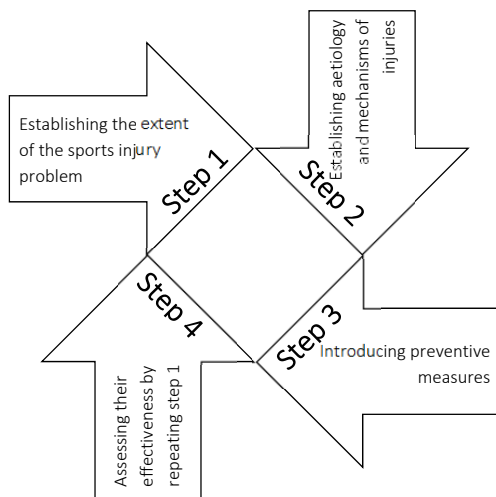 Establishing the extent
of the sports injury
problem
Step 1
Establishing aetiology
and mechanisms of
injuries
Step 2
Step 3
Introducing preventive
measures
Step 4
Assessing their
effectiveness by
repeating step 1